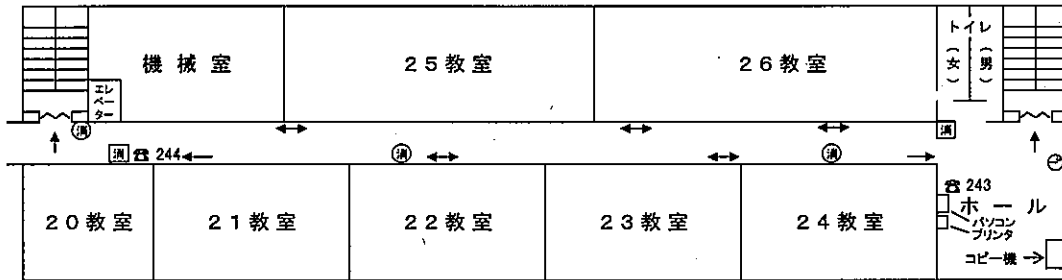 機械室
25教室
26教室
トイレ
(女)
(男)
エレベーター
消
消
消 ☎ 244
消
消
☎ 243
20教室
21教室
22教室
23教室
24教室
ホール
パソコン
プリンタ
コピー機